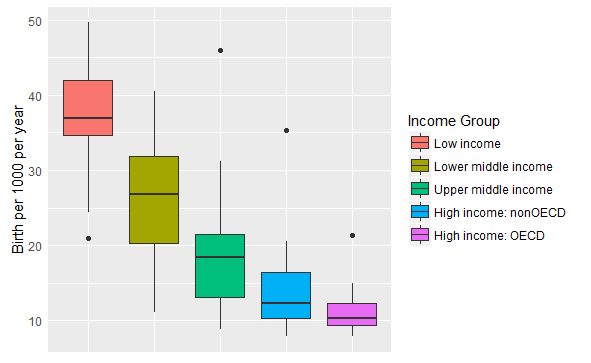 50
40
30
20
10
Birth per 1000 per year
Income Group
Low income
Lower middle income
Upper middle income
High income: nonOECD
High income: OECD